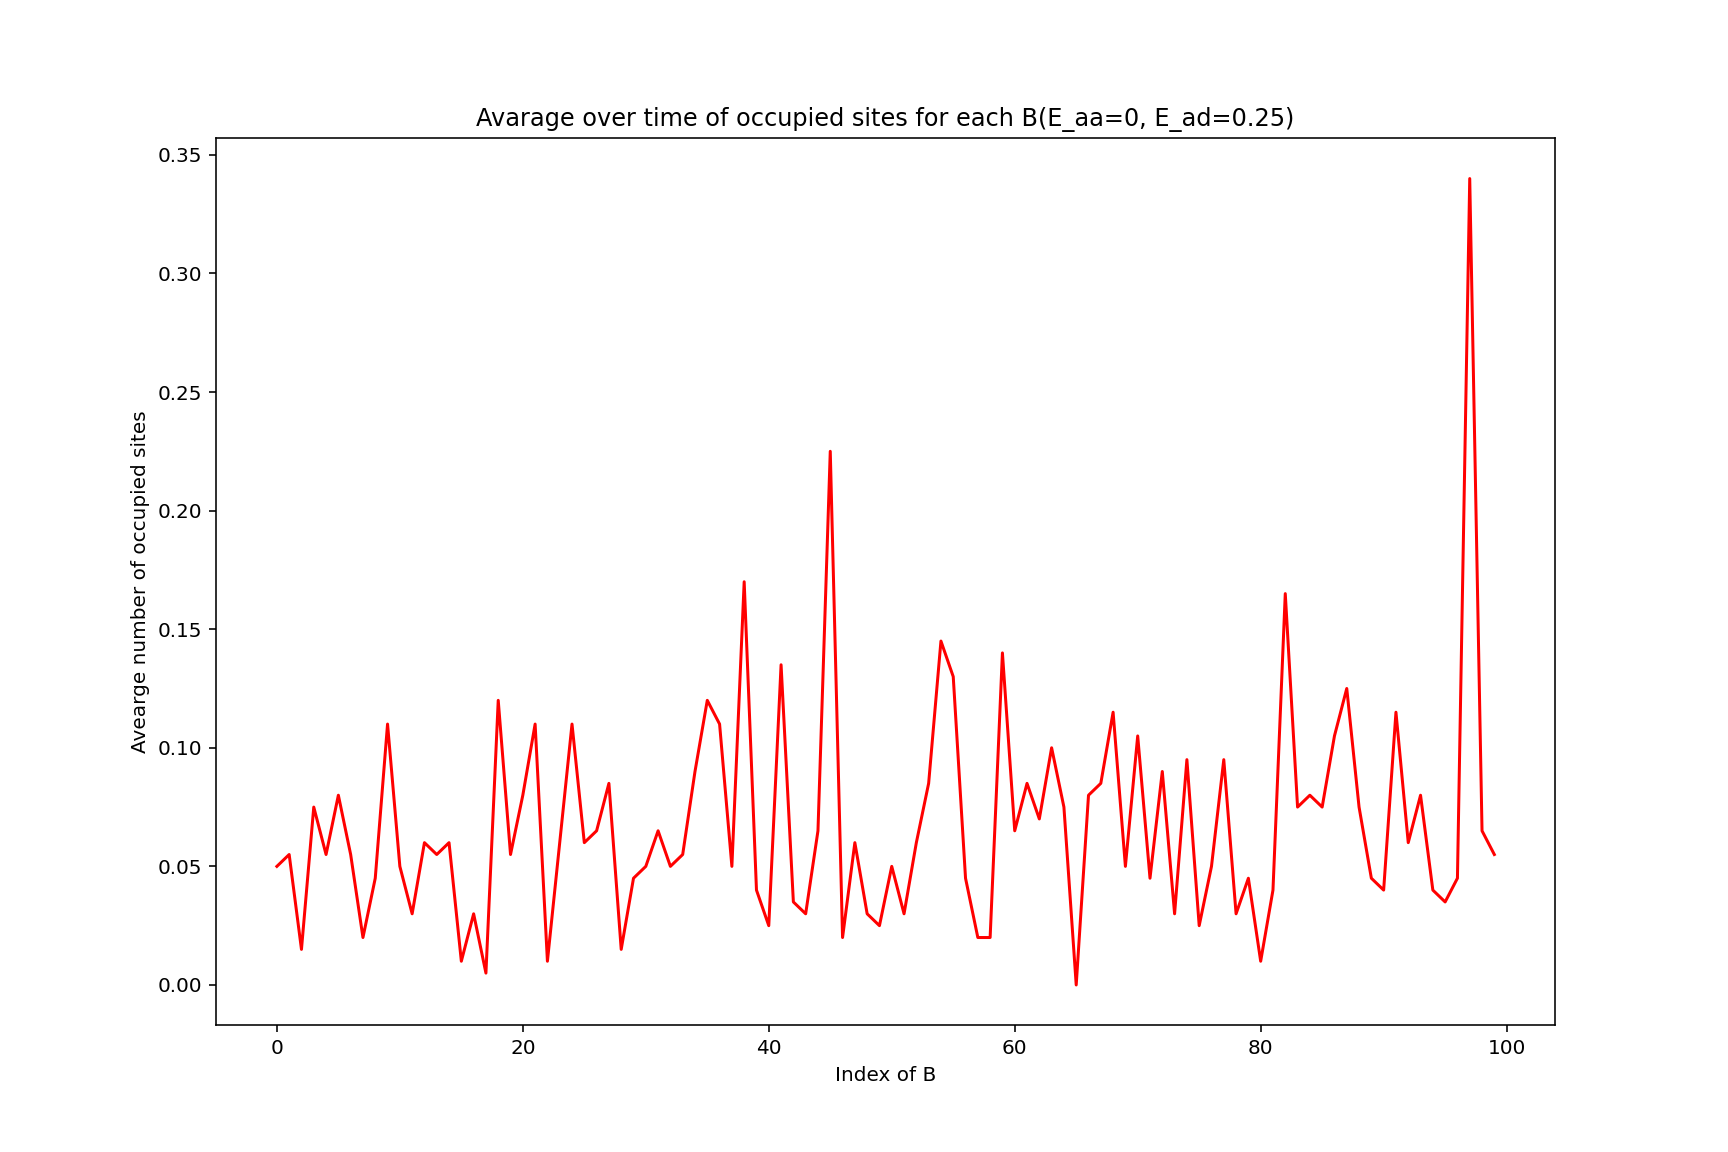 Avarage over time of occupied sites for each B(E_aa=0, E_ad=0.25)
0.35
0.30
0.25
0.20
0.15
0.10
0.05
0.00
Avearge number of occupied sites
0 20 40 60 80 100
Index of B